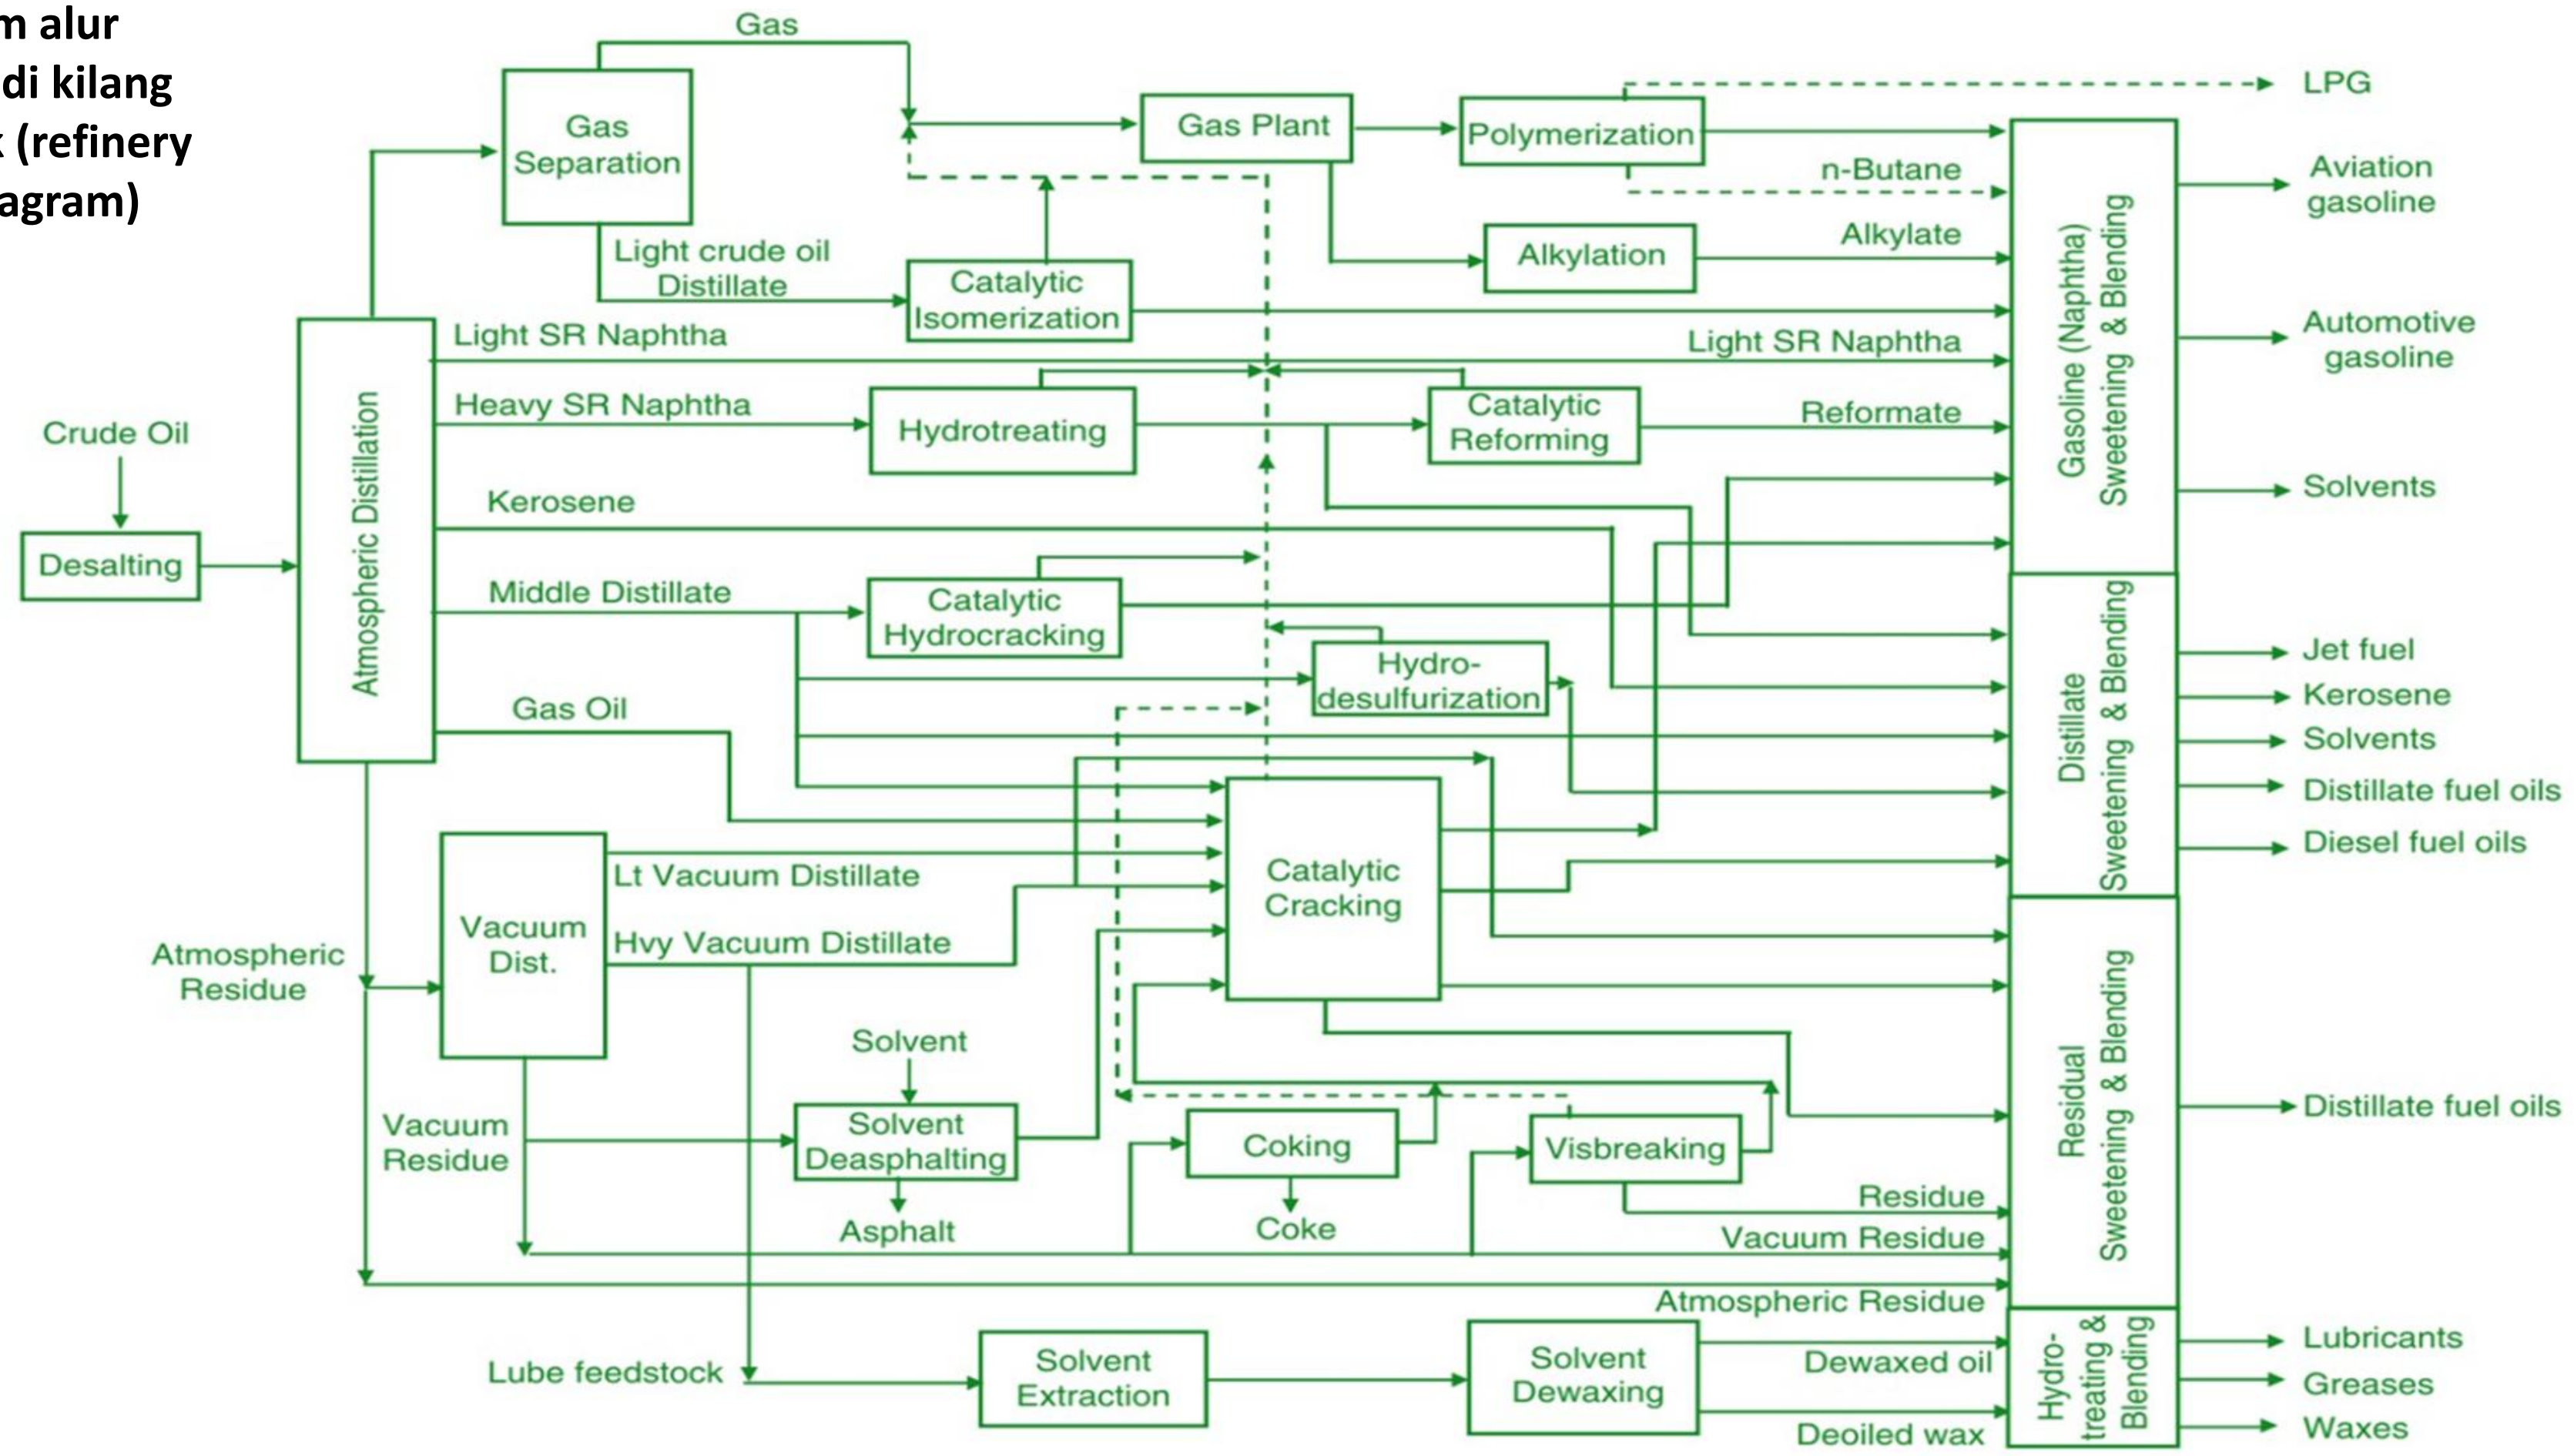 m alur
di kilang
(refinery
agram)
Gas
LPG
Gas
Separation
Gas Plant
Polymerization
n-Butane
Aviation
gasoline
Light crude oil
Distillate
Catalytic
Isomerization
Alkylation
Alkylate
Gasoline (Naphtha)
Sweetening & Blending
Automotive
gasoline
Light SR Naphtha
Light SR Naphtha
Heavy SR Naphtha
Hydrotreating
Catalytic
Reforming
Reformate
Solvents
Crude Oil
Desalting
Atmospheric Distillation
Kerosene
Middle Distillate
Catalytic
Hydrocracking
Hydro-
desulfurization
Gas Oil
Distillate
Sweetening & Blending
Jet fuel
Kerosene
Solvents
Distillate fuel oils
Diesel fuel oils
Lt Vacuum Distillate
Catalytic
Cracking
Vacuum
Dist.
Hvy Vacuum Distillate
Atmospheric
Residue
Solvent
Residual
Sweetening & Blending
Distillate fuel oils
Vacuum
Residue
Solvent
Deasphalting
Coking
Visbreaking
Asphalt
Coke
Residue
Vacuum Residue
Atmospheric Residue
Lube feedstock
Solvent
Extraction
Solvent
Dewaxing
Dewaxed oil
Deoiled wax
Hydro-
treating &
Blending
Lubricants
Greases
Waxes